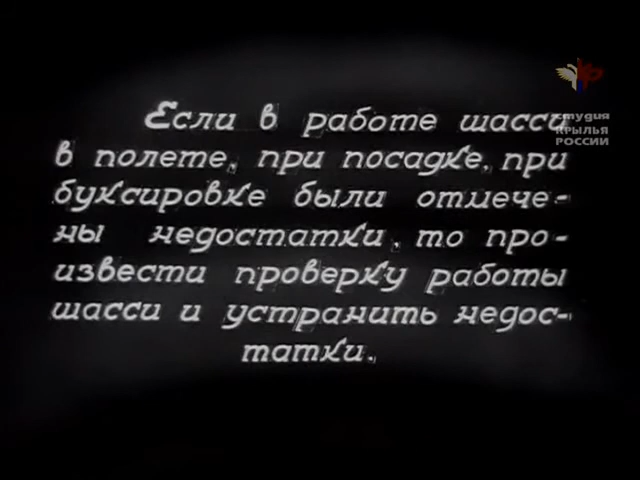 студия
КРЫЛЬЯ
РОССИИ
Если в работе шасси
в полете, при посадке, при
буксировке были отмече-
ны недостатки, то про-
извести проверку работы
шасси и устранить недос-
татки.